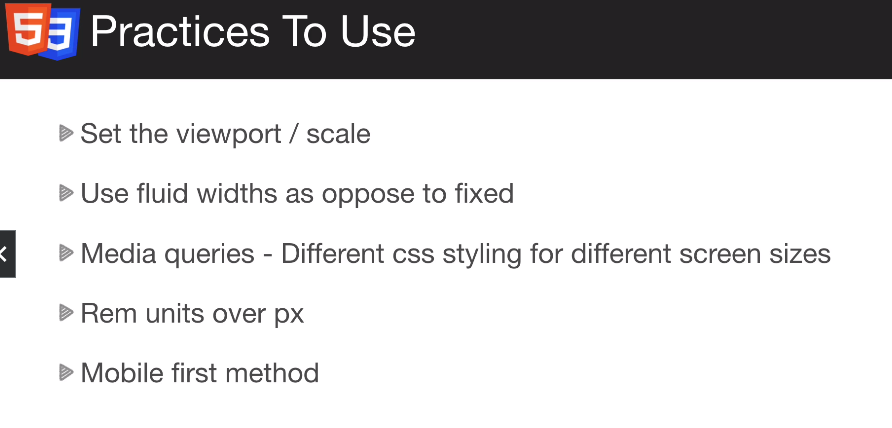 53 Practices To Use
Set the viewport / scale
Use fluid widths as oppose to fixed
Media queries - Different css styling for different screen sizes
Rem units over px
Mobile first method